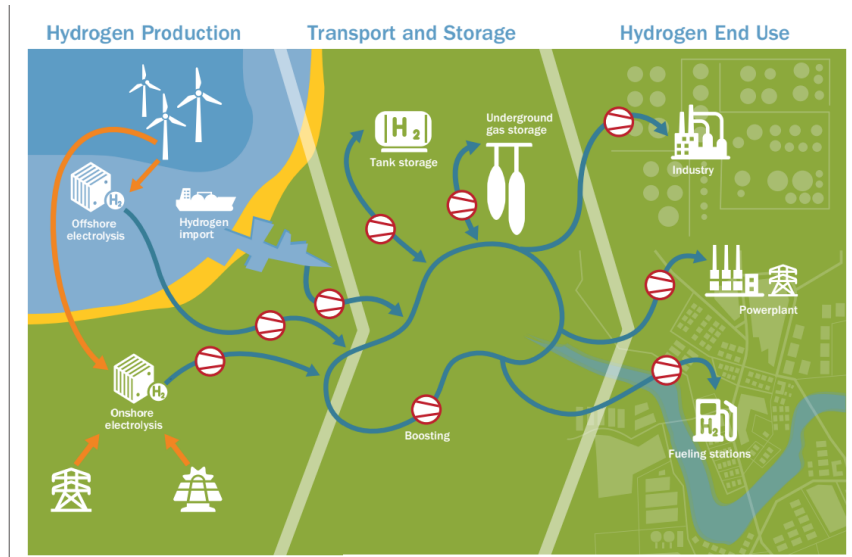 Hydrogen Production
Transport and Storage
Hydrogen End Use
H₂
Tank storage
Underground
gas storage
Industry
H₂
Offshore
electrolysis
Hydrogen
import
Powerplant
H₂
Onshore
electrolysis
Boosting
H₂
Fueling stations